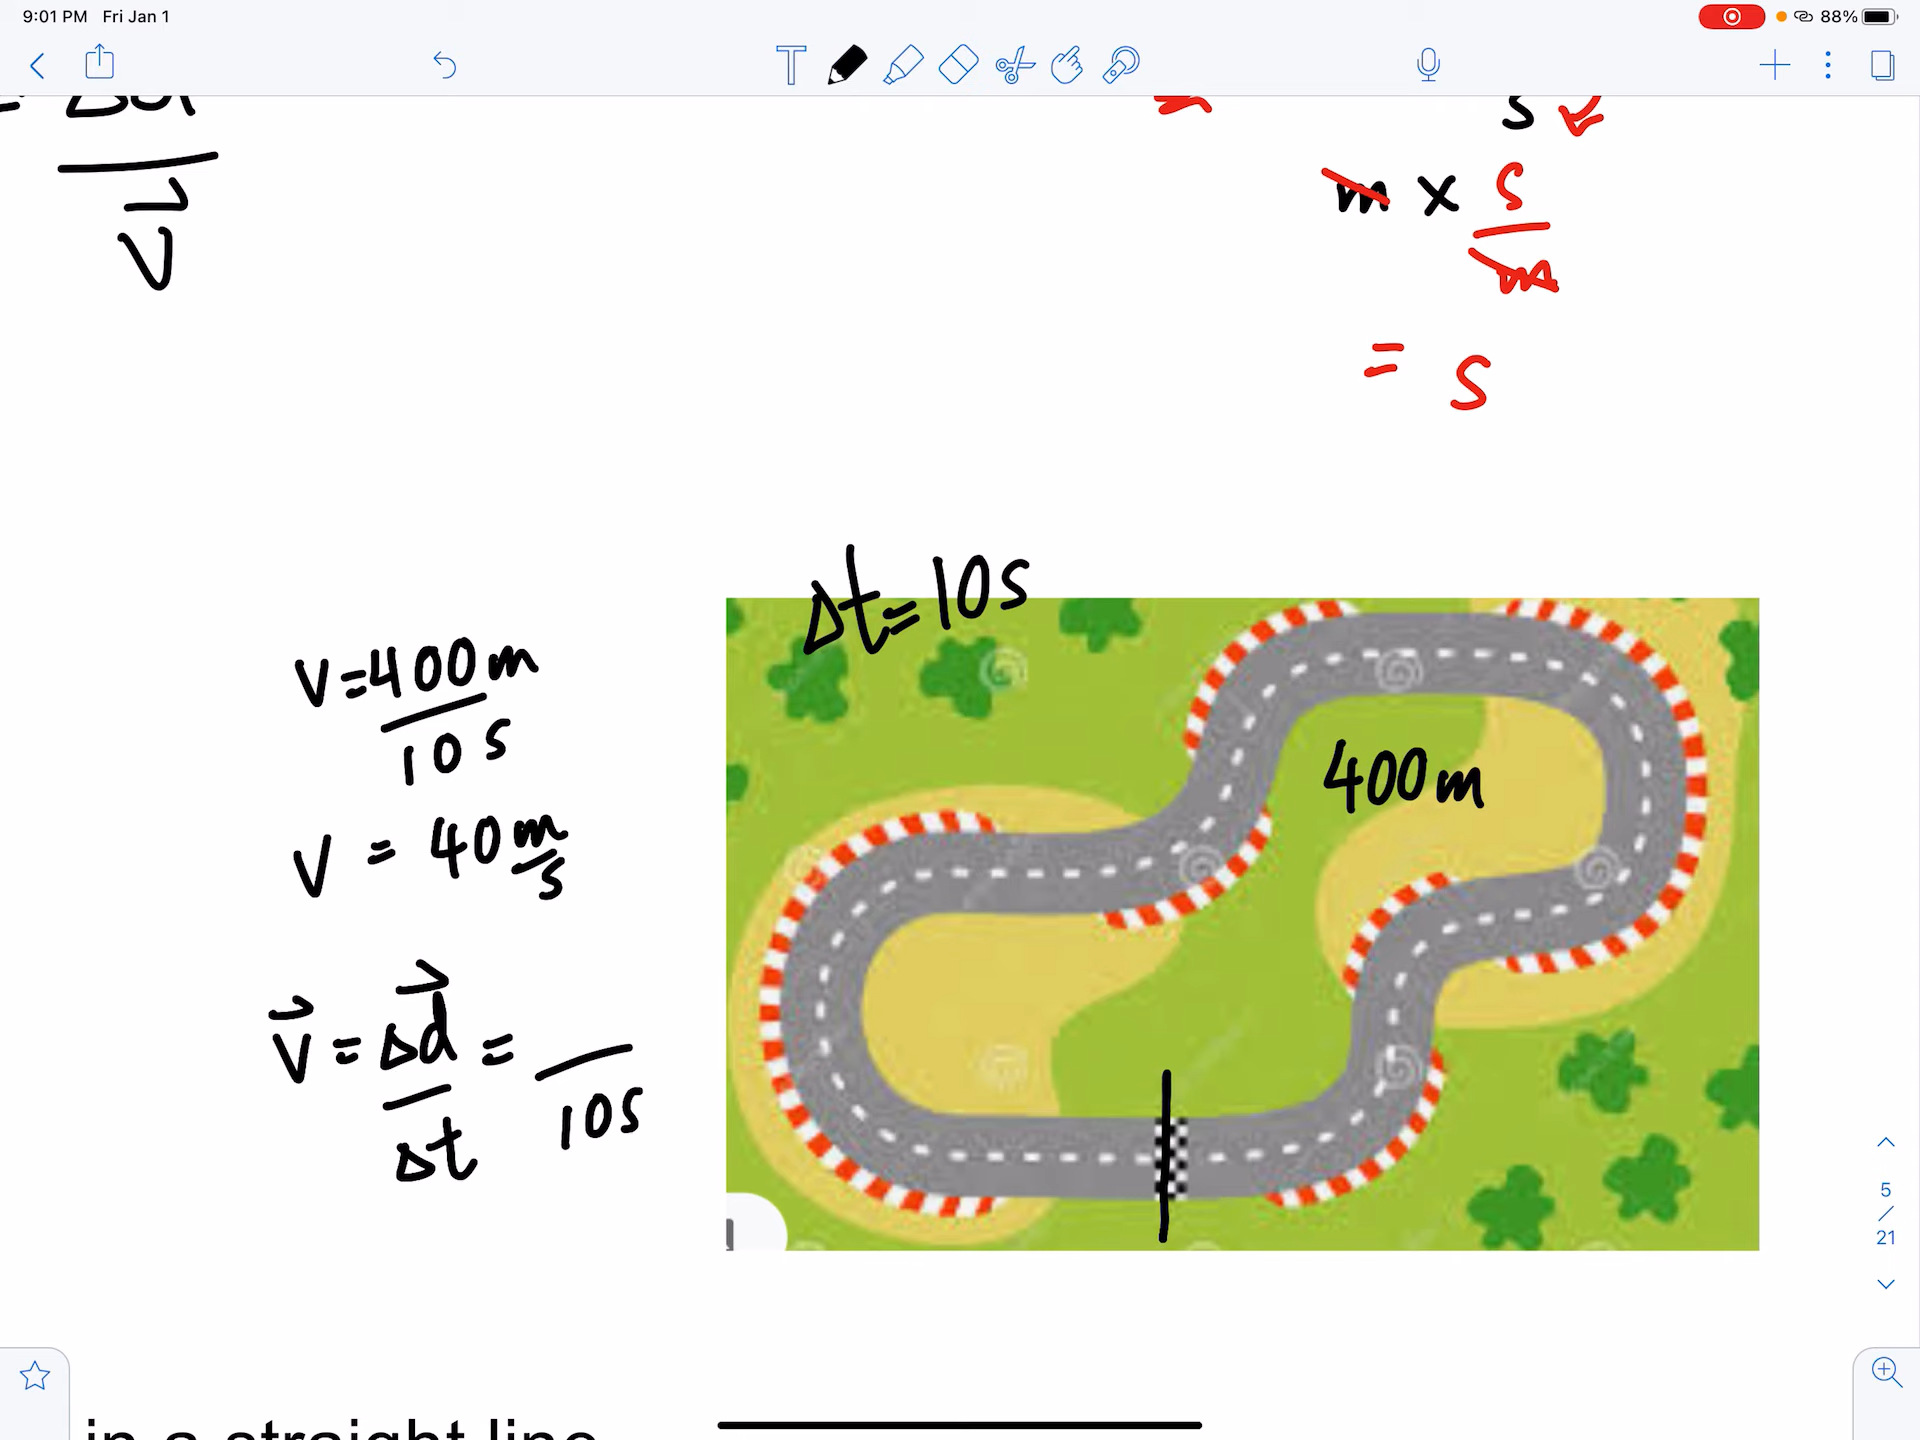 9:01 PM Fri Jan 1
88%
T
= Δd
v
s
m x s
m
= s
Δt=10s
v=400m
10s
400m
v = 40 m
s
v = Δd =
10s
Δt
5
/
21
in a straight line